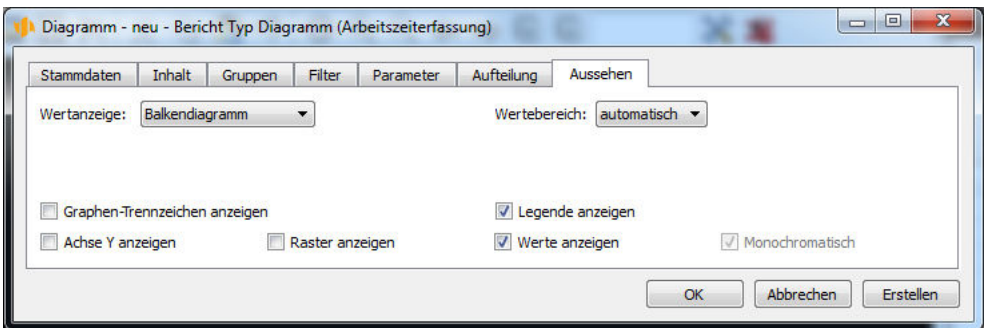 Diagramm - neu - Bericht Typ Diagramm (Arbeitszeiterfassung)
Stammdaten Inhalt Gruppen Filter Parameter Aufteilung Aussehen
Wertanzeige: Balkendiagramm Wertebereich: automatisch
Graphen-Trennzeichen anzeigen Legende anzeigen
Achse Y anzeigen Raster anzeigen Werte anzeigen Monochromatisch
OK Abbrechen Erstellen